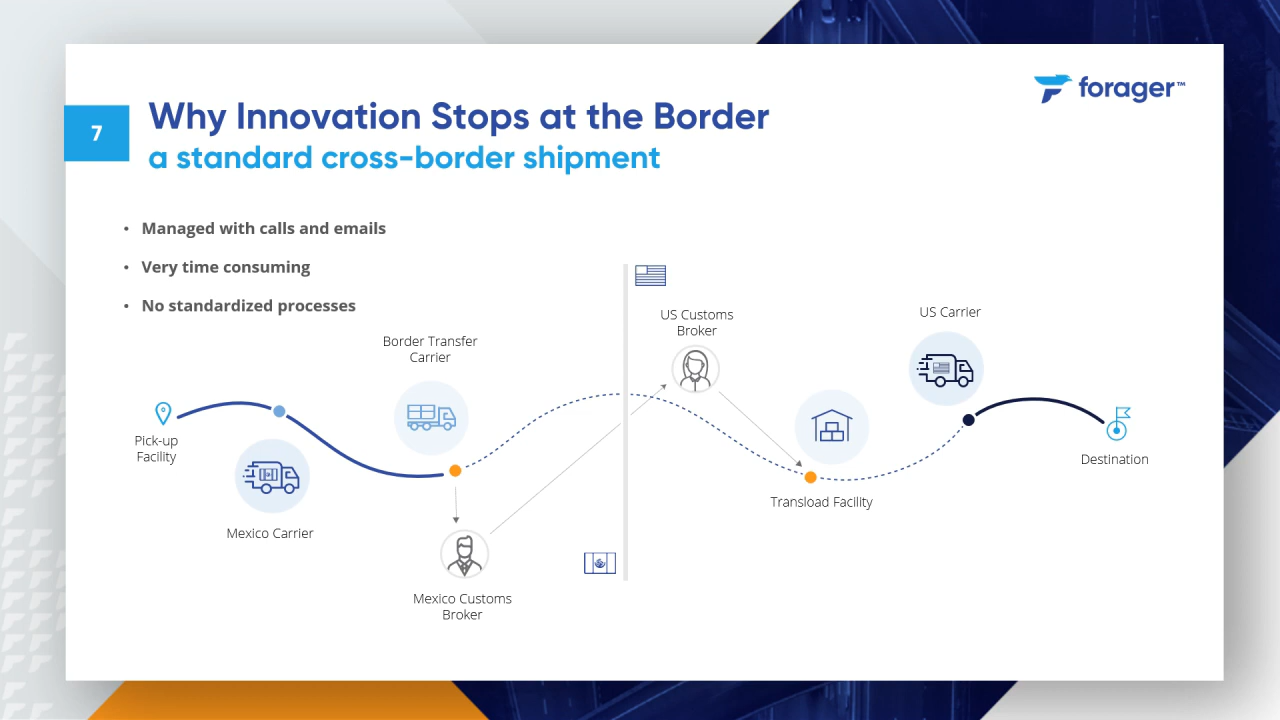 forager™
7
Why Innovation Stops at the Border
a standard cross-border shipment
• Managed with calls and emails
• Very time consuming
• No standardized processes
Border Transfer
Carrier
US Customs
Broker
US Carrier
Pick-up
Facility
Mexico Carrier
Mexico Customs
Broker
Transload Facility
Destination